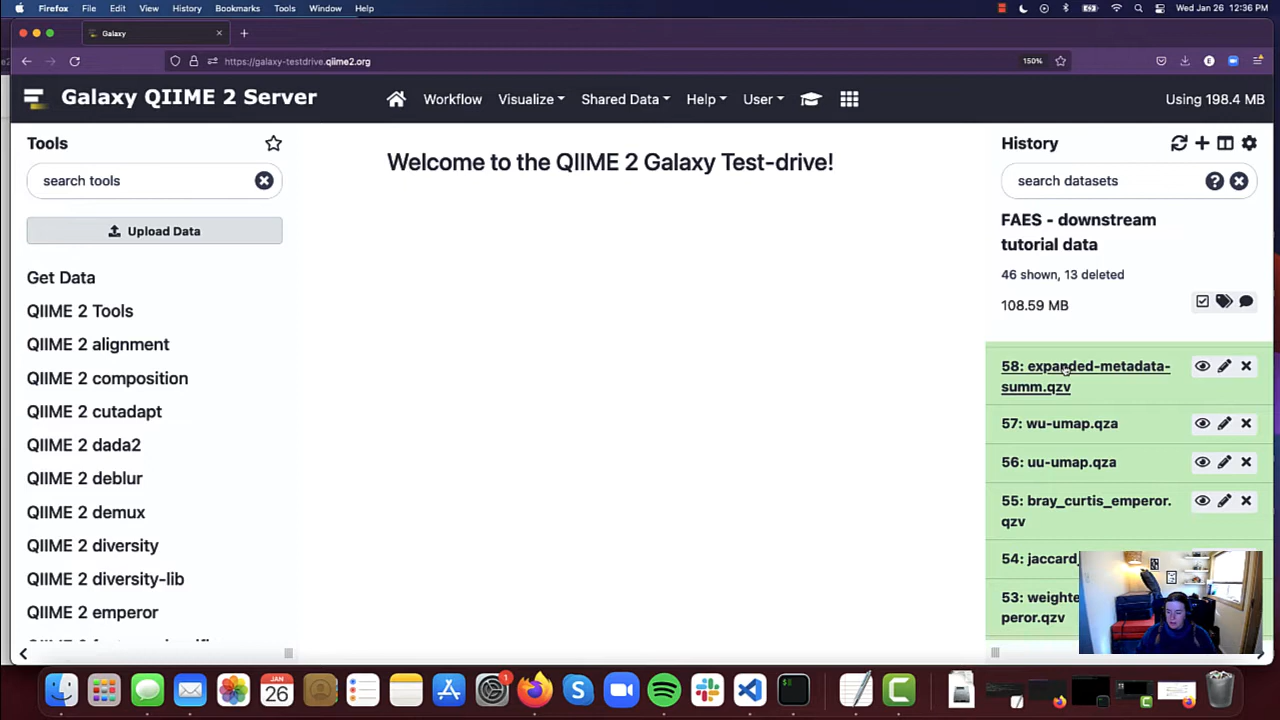 Firefox File Edit View History Bookmarks Tools Window Help Wed Jan 26 12:36 PM
Galaxy
https://galaxy-testdrive.qiime2.org 150%
Galaxy QIIME 2 Server Workflow Visualize Shared Data Help User Using 198.4 MB
Tools
search tools
Upload Data
Get Data
QIIME 2 Tools
QIIME 2 alignment
QIIME 2 composition
QIIME 2 cutadapt
QIIME 2 dada2
QIIME 2 deblur
QIIME 2 demux
QIIME 2 diversity
QIIME 2 diversity-lib
QIIME 2 emperor
Welcome to the QIIME 2 Galaxy Test-drive!
History
search datasets
FAES - downstream
tutorial data
46 shown, 13 deleted
108.59 MB
58: expanded-metadata-
summ.qzv
57: wu-umap.qza
56: uu-umap.qza
55: bray_curtis_emperor.
qzv
54: jaccard
53: weighte
peror.qzv
JAN
26
1